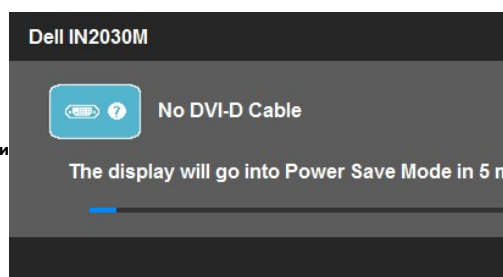 Dell IN2030M
No DVI-D Cable
и
The display will go into Power Save Mode in 5